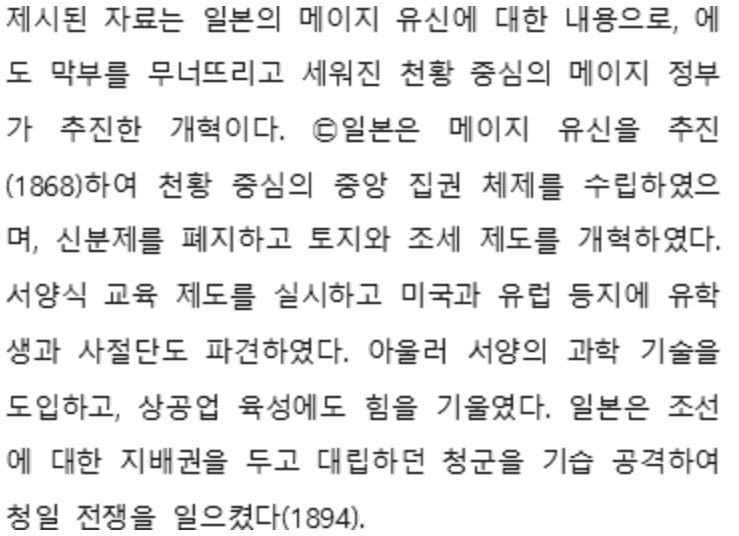 제시된 자료는 일본의 메이지 유신에 대한 내용으로, 에
도 막부를 무너뜨리고 세워진 천황 중심의 메이지 정부
가 추진한 개혁이다. ㉢일본은 메이지 유신을 추진
(1868)하여 천황 중심의 중앙 집권 체제를 수립하였으
며, 신분제를 폐지하고 토지와 조세 제도를 개혁하였다.
서양식 교육 제도를 실시하고 미국과 유럽 등지에 유학
생과 사절단도 파견하였다. 아울러 서양의 과학 기술을
도입하고, 상공업 육성에도 힘을 기울였다. 일본은 조선
에 대한 지배권을 두고 대립하던 청군을 기습 공격하여
청일 전쟁을 일으켰다(1894).